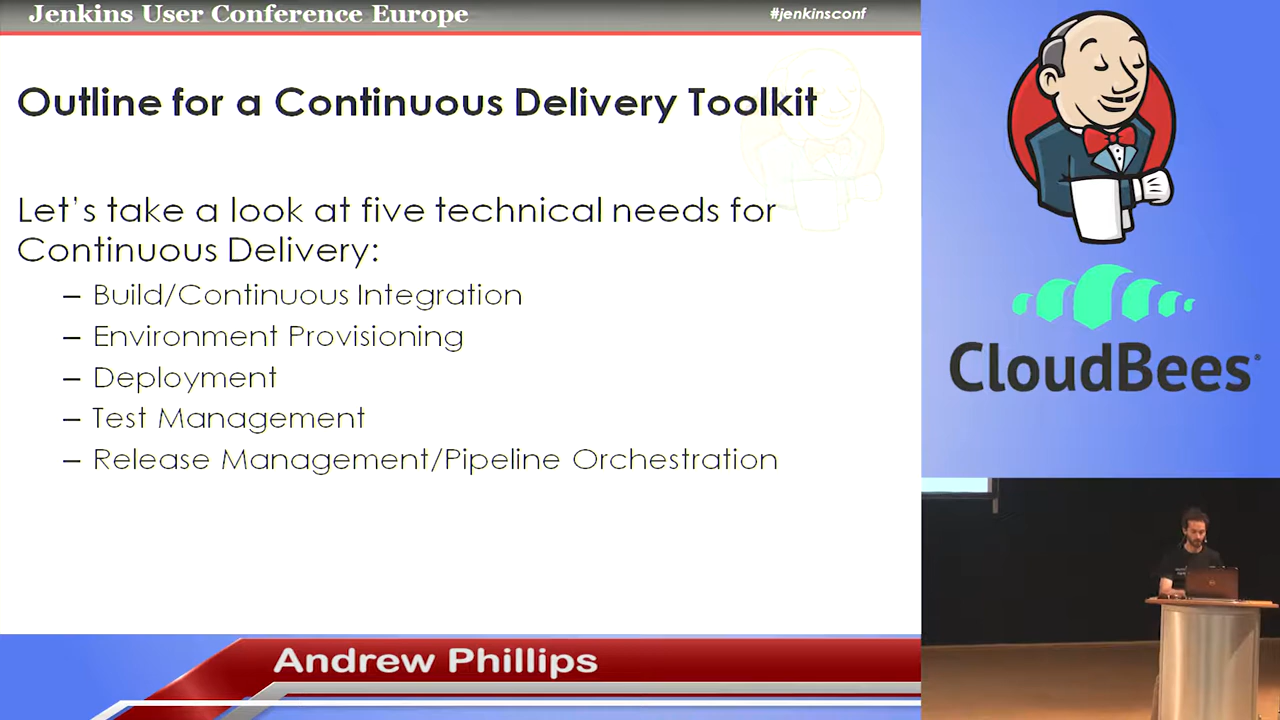 Jenkins User Conference Europe
#jenkinsconf
Outline for a Continuous Delivery Toolkit
Let's take a look at five technical needs for
Continuous Delivery:
– Build/Continuous Integration
– Environment Provisioning
– Deployment
– Test Management
– Release Management/Pipeline Orchestration
CloudBees
Andrew Phillips